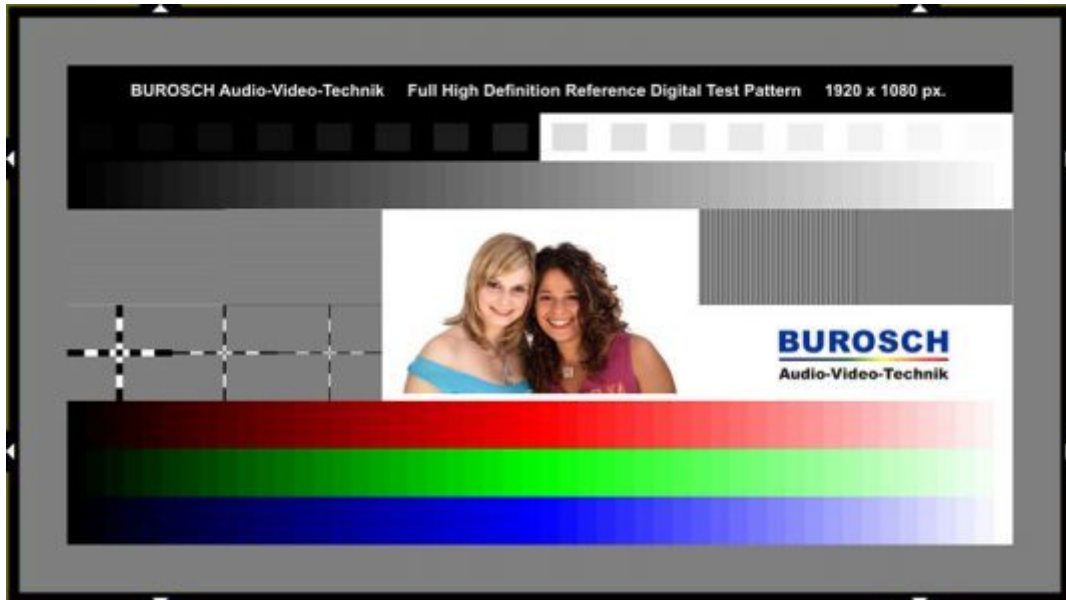 BUROSCH Audio-Video-Technik Full High Definition Reference Digital Test Pattern 1920 x 1080 px.
BUROSCH
Audio-Video-Technik